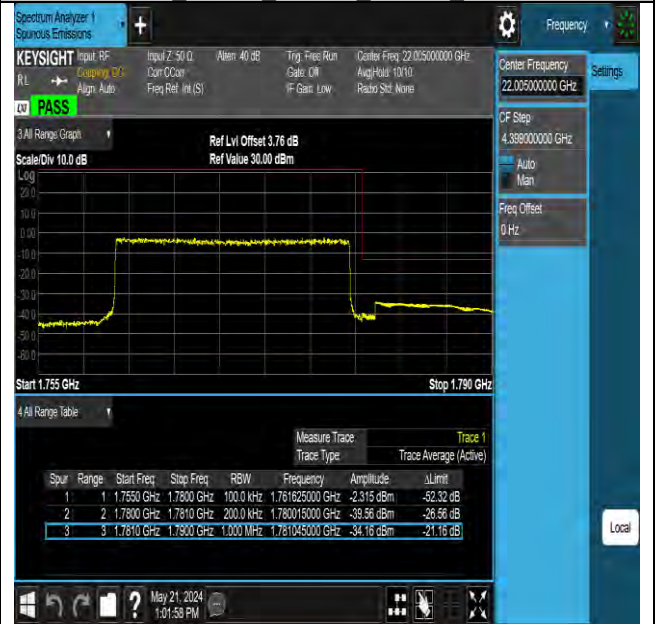 Spectrum Analyzer 1
Spurious Emissions
+
Frequency
KEYSIGHT Input: RF Input Z: 50 Ω Atten: 40 dB Trig: Free Run Center Freq: 22.005000000 GHz
RL Coupling: DC Corr CCorr Gate: Off Avg|Hold: 10/10
Align: Auto Freq Ref: Int (S) IF Gain: Low Radio Std: None
LXI PASS
3 All Range Graph
Ref Lvl Offset 3.76 dB
Scale/Div 10.0 dB Ref Value 30.00 dBm
Log
20.0
10.0
0.00
-10.0
-20.0
-30.0
-40.0
-50.0
-60.0
Start 1.755 GHz Stop 1.790 GHz
4 All Range Table
Measure Trace Trace 1
Trace Type Trace Average (Active)
Spur Range Start Freq Stop Freq RBW Frequency Amplitude ΔLimit
1 1 1.7550 GHz 1.7800 GHz 100.0 kHz 1.761625000 GHz -2.315 dBm -52.32 dB
2 2 1.7800 GHz 1.7810 GHz 200.0 kHz 1.780015000 GHz -39.56 dBm -26.56 dB
3 3 1.7810 GHz 1.7900 GHz 1.000 MHz 1.781045000 GHz -34.16 dBm -21.16 dB
Center Frequency
22.005000000 GHz
Settings
CF Step
4.399000000 GHz
Auto
Man
Freq Offset
0 Hz
Local
?
May 21, 2024
1:01:58 PM